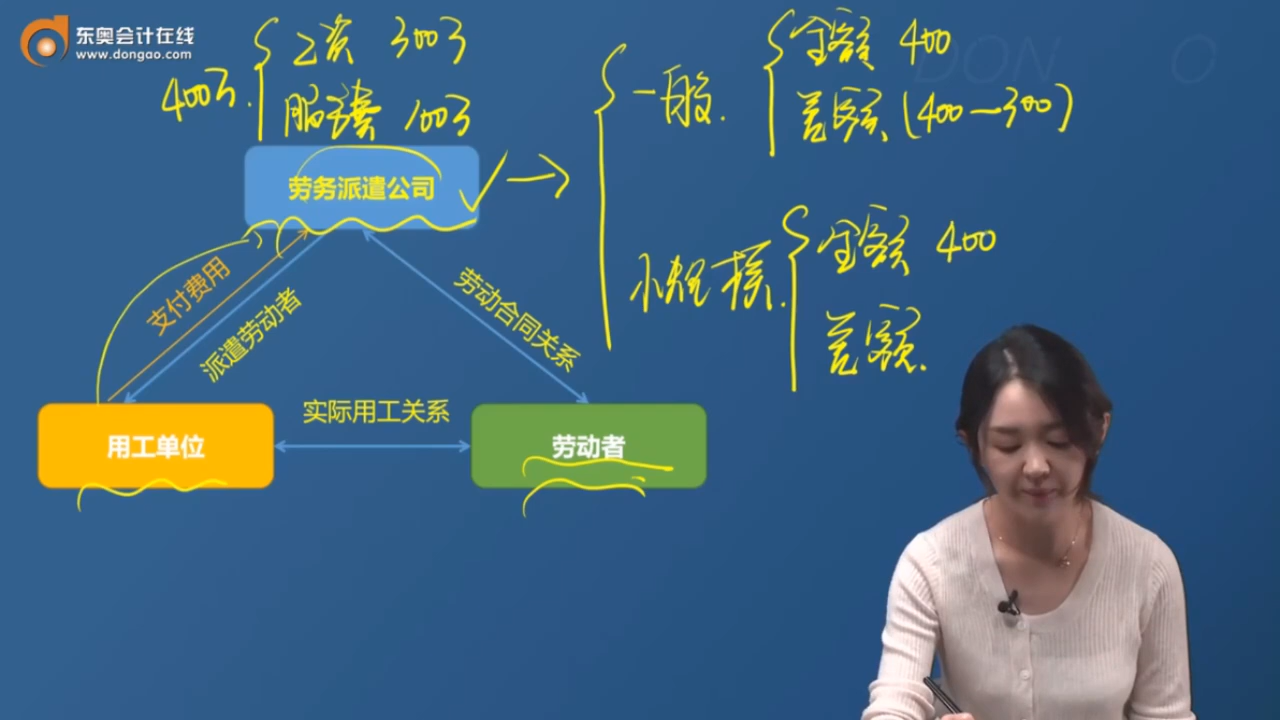 东奥会计在线
www.dongao.com
400万
工资 300万
服务费 100万
一般
全额 400
差额 (400-300)
小规模
全额 400
差额
劳务派遣公司
支付费用
派遣劳动者
劳动合同关系
实际用工关系
用工单位
劳动者